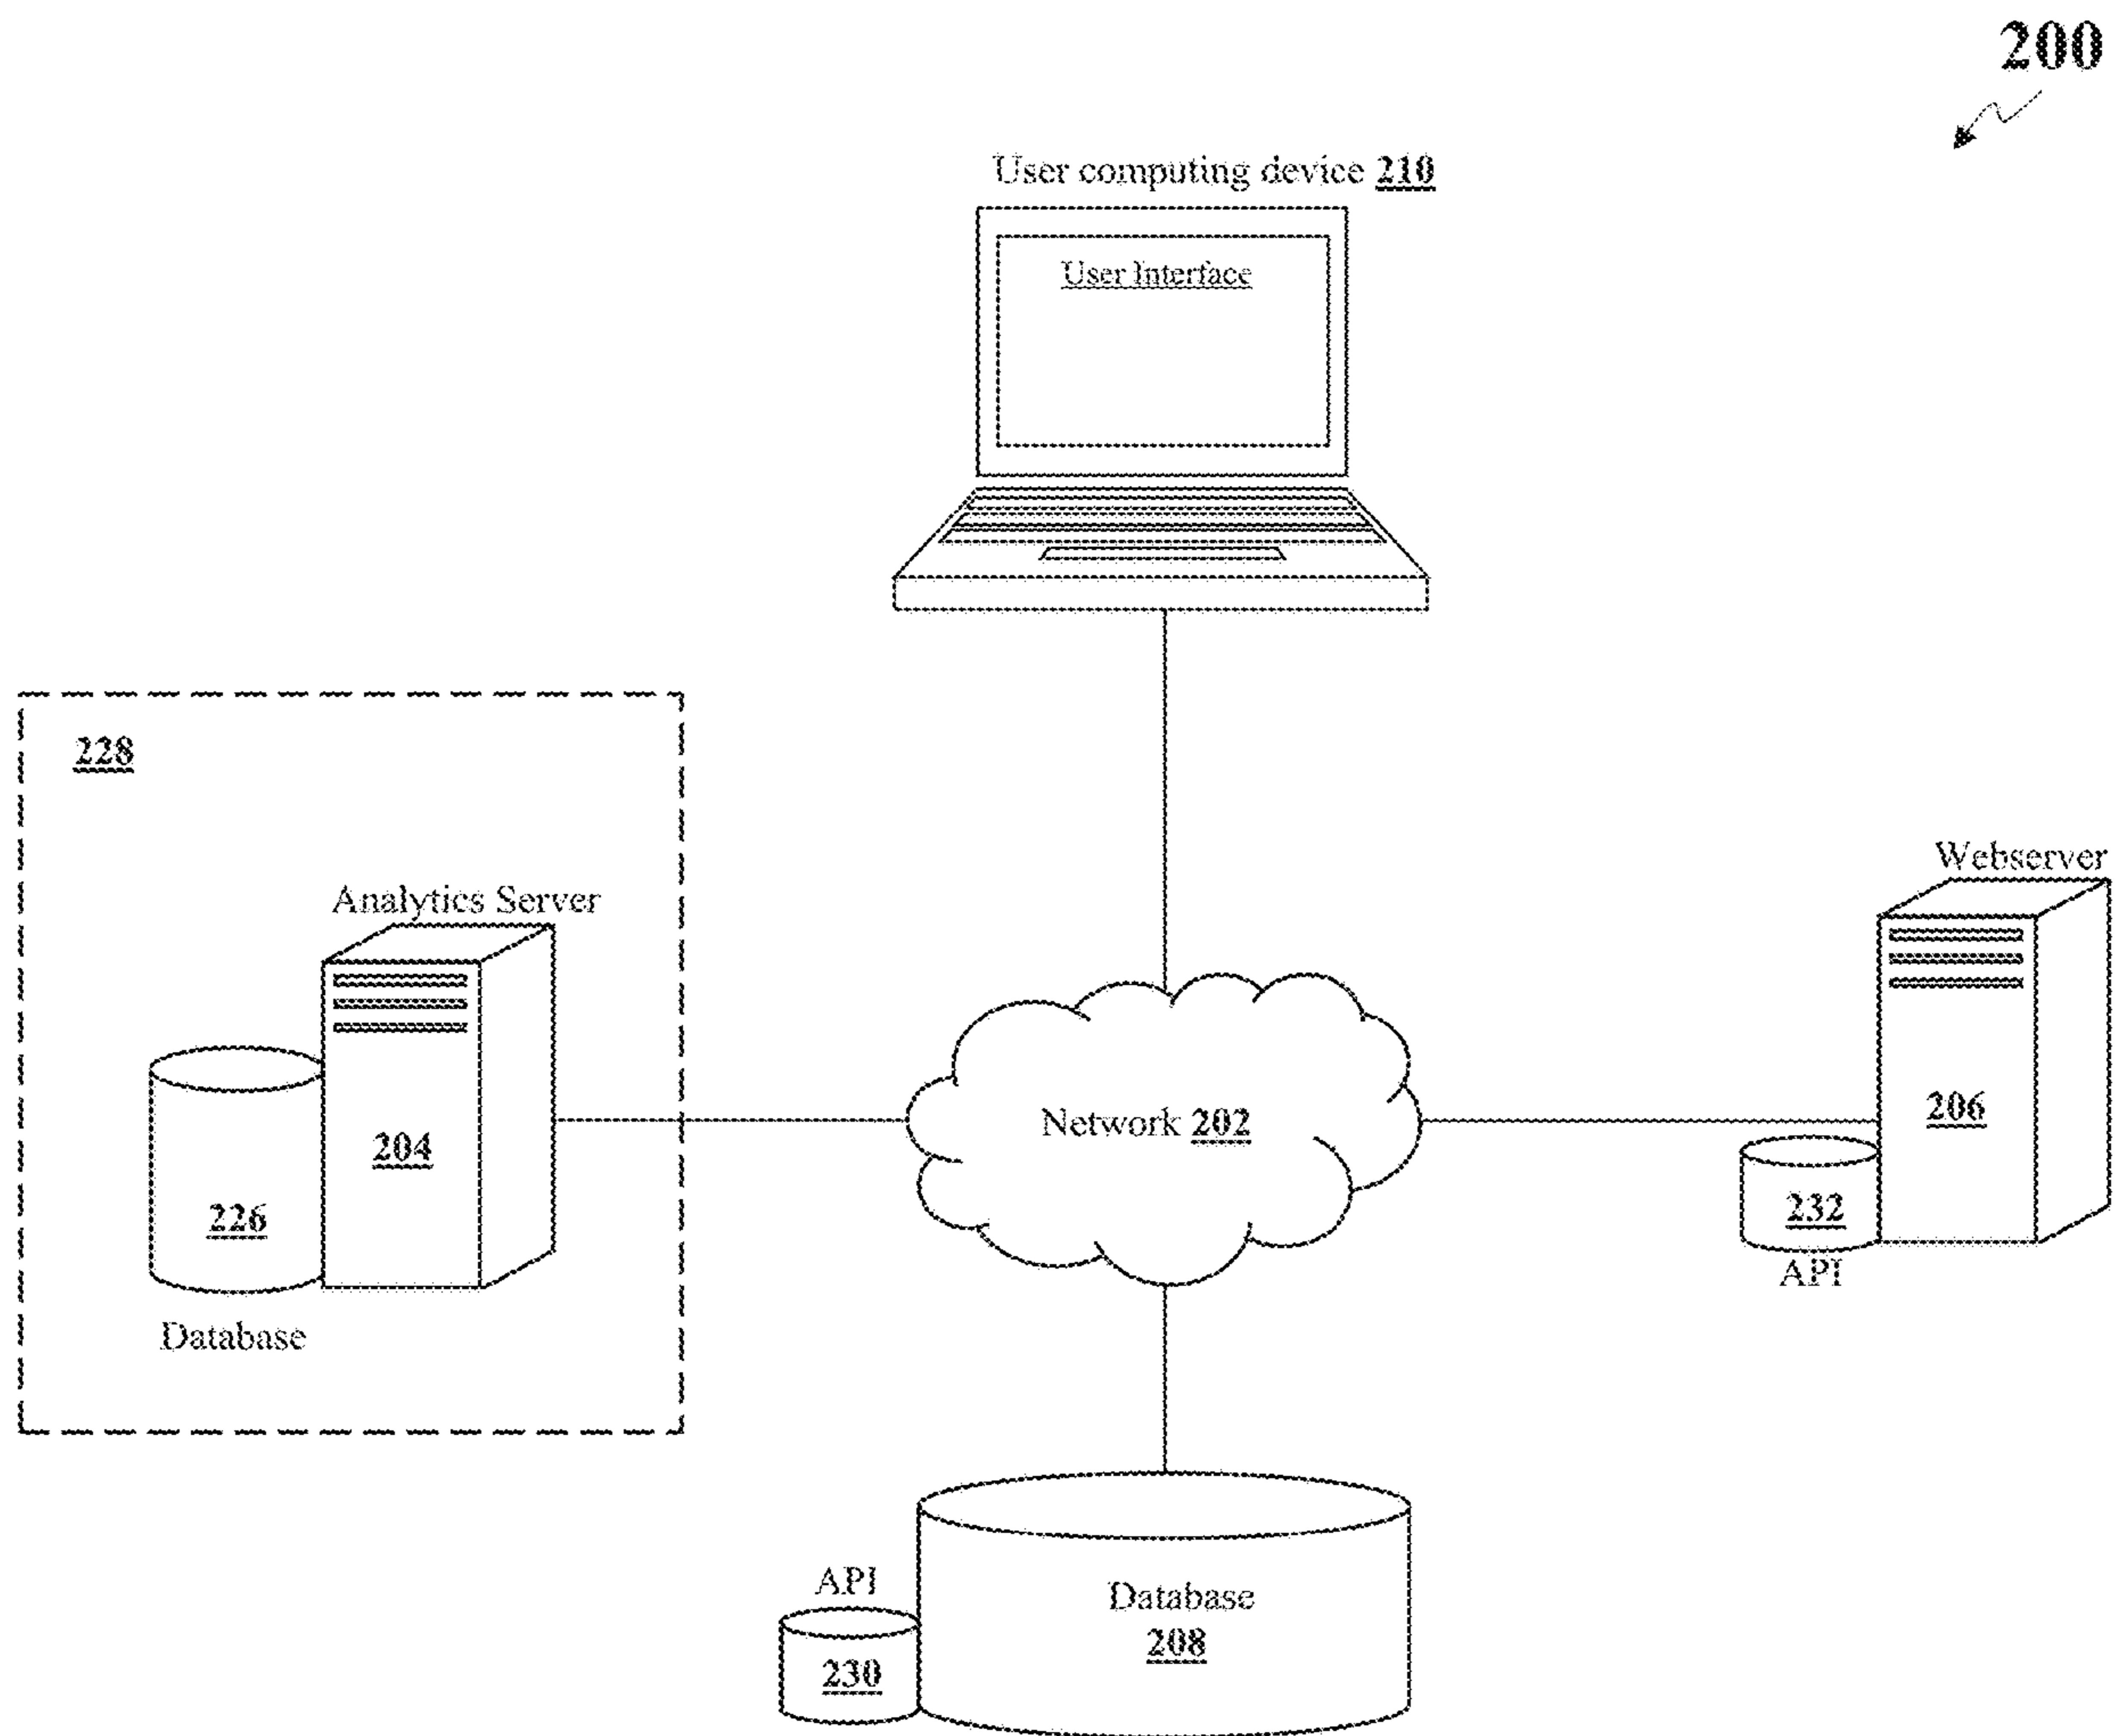 200
User computing device 210
User Interface
228
Analytics Server
Webserver
204
226
Database
Network 202
206
232
API
API
230
Database
208